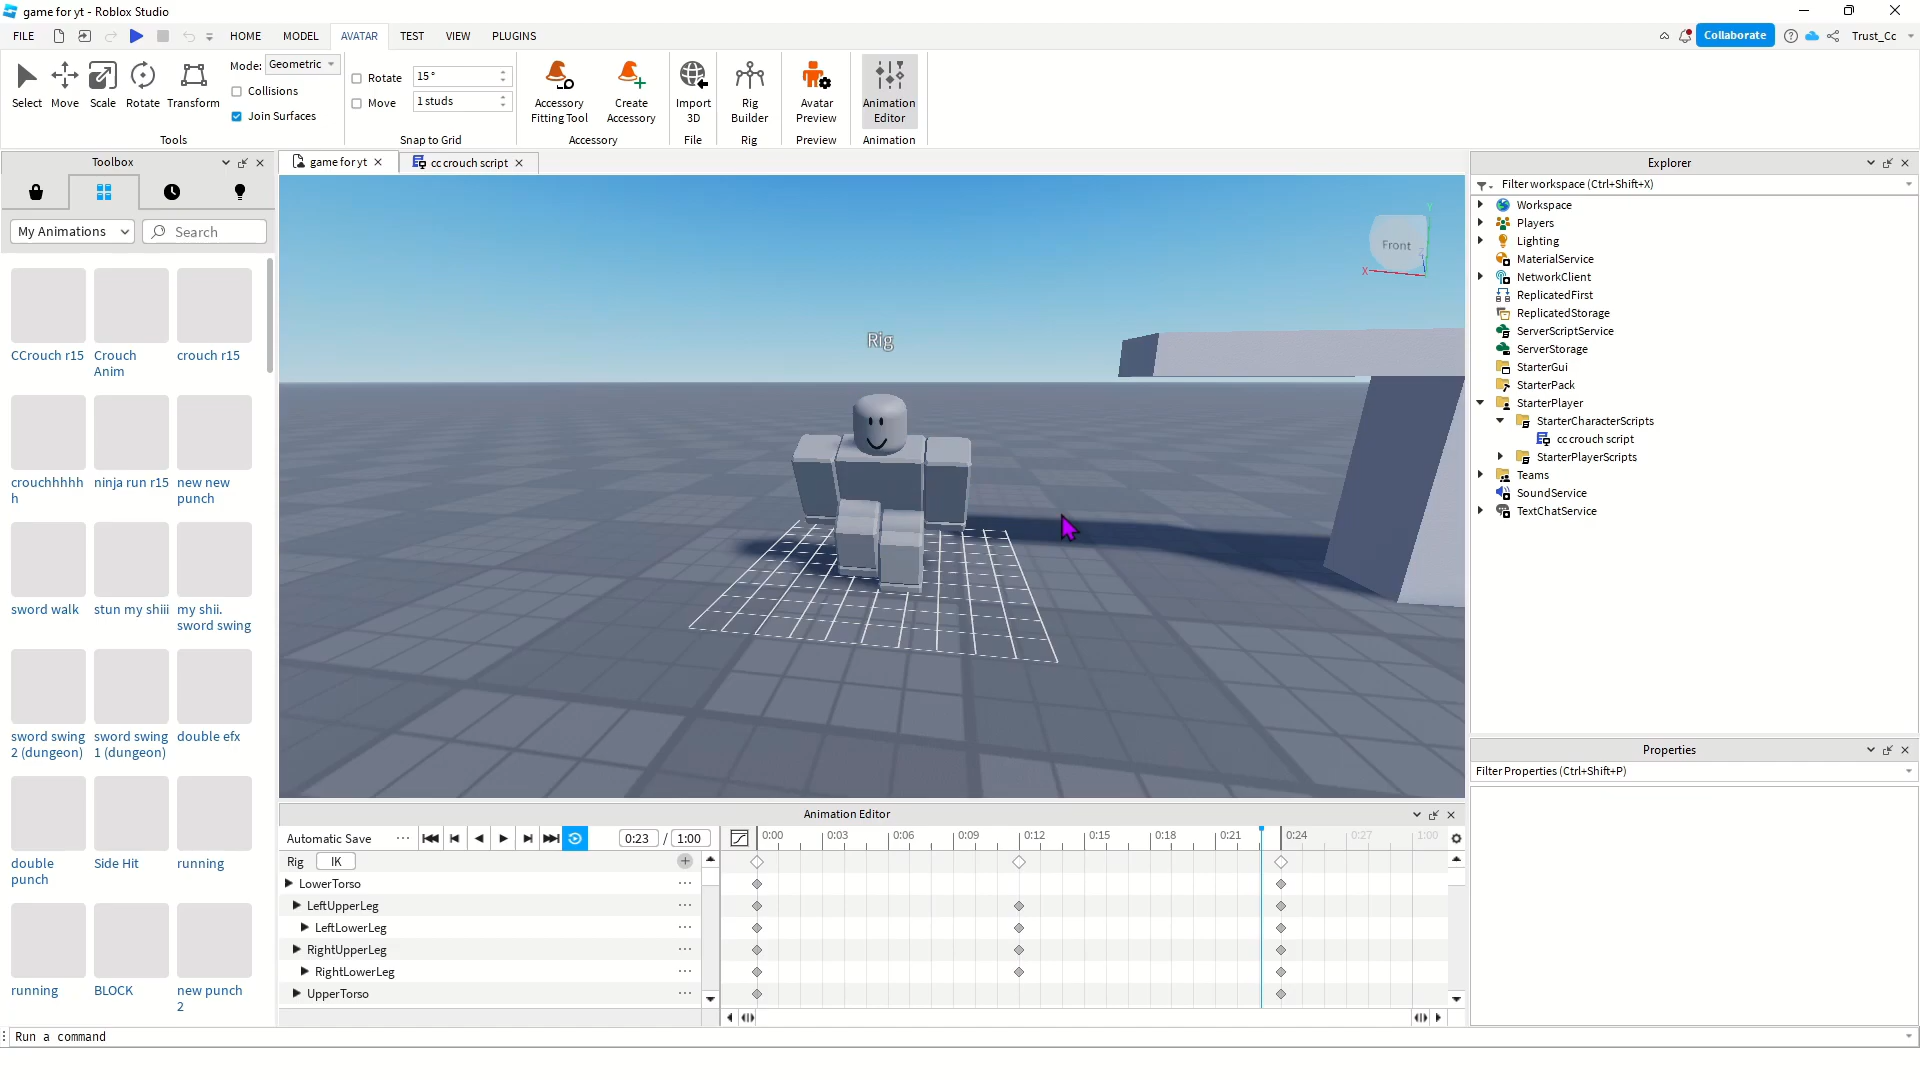 game for yt - Roblox Studio
FILE HOME MODEL AVATAR TEST VIEW PLUGINS Collaborate Trust_Cc
Select Move Scale Rotate Transform
Mode: Geometric
Collisions
Join Surfaces
Tools
Rotate 15°
Move 1 studs
Snap to Grid
Accessory Fitting Tool
Create Accessory
Accessory
Import 3D
File
Rig Builder
Rig
Avatar Preview
Preview
Animation Editor
Animation
Toolbox
My Animations Search
CCrouch r15
Crouch Anim
crouch r15
crouchhhhh h
ninja run r15
new new punch
sword walk
stun my shiii
my shii. sword swing
sword swing 2 (dungeon)
sword swing 1 (dungeon)
double efx
double punch
Side Hit
running
running
BLOCK
new punch 2
game for yt
cc crouch script
Front
X
Y
Z
Rig
Explorer
Filter workspace (Ctrl+Shift+X)
Workspace
Players
Lighting
MaterialService
NetworkClient
ReplicatedFirst
ReplicatedStorage
ServerScriptService
ServerStorage
StarterGui
StarterPack
StarterPlayer
StarterCharacterScripts
cc crouch script
StarterPlayerScripts
Teams
SoundService
TextChatService
Properties
Filter Properties (Ctrl+Shift+P)
Animation Editor
Automatic Save 0:23 / 1:00 0:00 0:03 0:06 0:09 0:12 0:15 0:18 0:21 0:24 0:27 1:00
Rig IK
LowerTorso
LeftUpperLeg
LeftLowerLeg
RightUpperLeg
RightLowerLeg
UpperTorso
Run a command